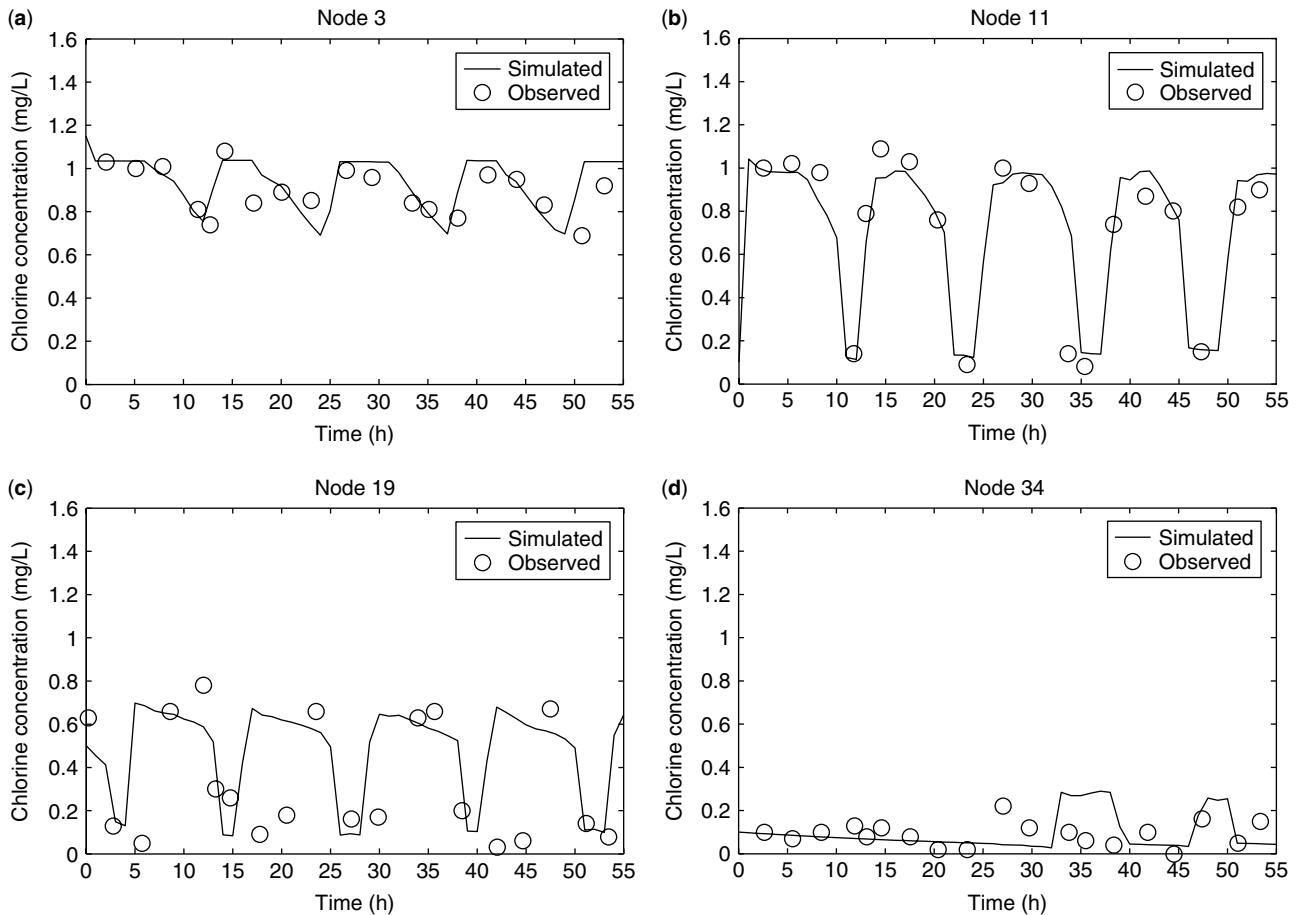 (a)
Node 3
Chlorine concentration (mg/L)
1.6
1.4
1.2
1
0.8
0.6
0.4
0.2
0
Simulated
Observed
0 5 10 15 20 25 30 35 40 45 50 55
Time (h)
(b)
Node 11
Chlorine concentration (mg/L)
1.6
1.4
1.2
1
0.8
0.6
0.4
0.2
0
Simulated
Observed
0 5 10 15 20 25 30 35 40 45 50 55
Time (h)
(c)
Node 19
Chlorine concentration (mg/L)
1.6
1.4
1.2
1
0.8
0.6
0.4
0.2
0
Simulated
Observed
0 5 10 15 20 25 30 35 40 45 50 55
Time (h)
(d)
Node 34
Chlorine concentration (mg/L)
1.6
1.4
1.2
1
0.8
0.6
0.4
0.2
0
Simulated
Observed
0 5 10 15 20 25 30 35 40 45 50 55
Time (h)